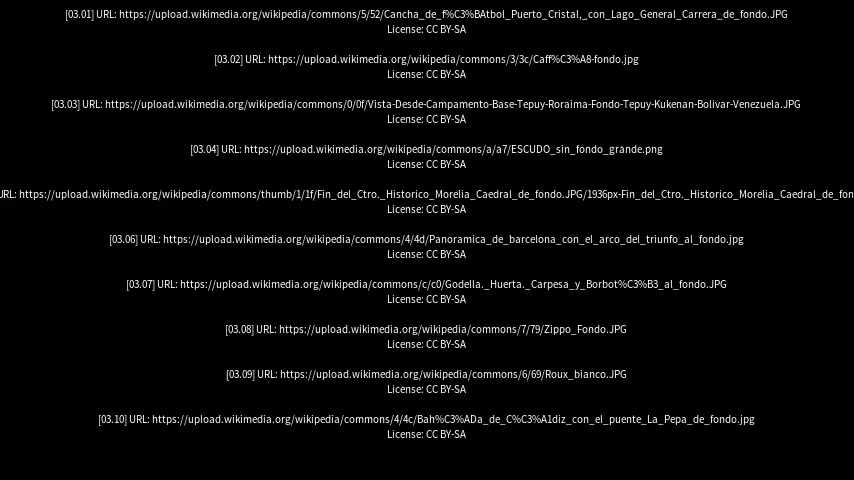 [03.01] URL: https://upload.wikimedia.org/wikipedia/commons/5/52/Cancha_de_f%C3%BAtbol_Puerto_Cristal,_con_Lago_General_Carrera_de_fondo.JPG
License: CC BY-SA
[03.02] URL: https://upload.wikimedia.org/wikipedia/commons/3/3c/Caff%C3%A8-fondo.jpg
License: CC BY-SA
[03.03] URL: https://upload.wikimedia.org/wikipedia/commons/0/0f/Vista-Desde-Campamento-Base-Tepuy-Roraima-Fondo-Tepuy-Kukenan-Bolivar-Venezuela.JPG
License: CC BY-SA
[03.04] URL: https://upload.wikimedia.org/wikipedia/commons/a/a7/ESCUDO_sin_fondo_grande.png
License: CC BY-SA
URL: https://upload.wikimedia.org/wikipedia/commons/thumb/1/1f/Fin_del_Ctro._Historico_Morelia_Caedral_de_fondo.JPG/1936px-Fin_del_Ctro._Historico_Morelia_Caedral_de_fon
License: CC BY-SA
[03.06] URL: https://upload.wikimedia.org/wikipedia/commons/4/4d/Panoramica_de_barcelona_con_el_arco_del_triunfo_al_fondo.jpg
License: CC BY-SA
[03.07] URL: https://upload.wikimedia.org/wikipedia/commons/c/c0/Godella._Huerta._Carpesa_y_Borbot%C3%B3_al_fondo.JPG
License: CC BY-SA
[03.08] URL: https://upload.wikimedia.org/wikipedia/commons/7/79/Zippo_Fondo.JPG
License: CC BY-SA
[03.09] URL: https://upload.wikimedia.org/wikipedia/commons/6/69/Roux_bianco.JPG
License: CC BY-SA
[03.10] URL: https://upload.wikimedia.org/wikipedia/commons/4/4c/Bah%C3%ADa_de_C%C3%A1diz_con_el_puente_La_Pepa_de_fondo.jpg
License: CC BY-SA